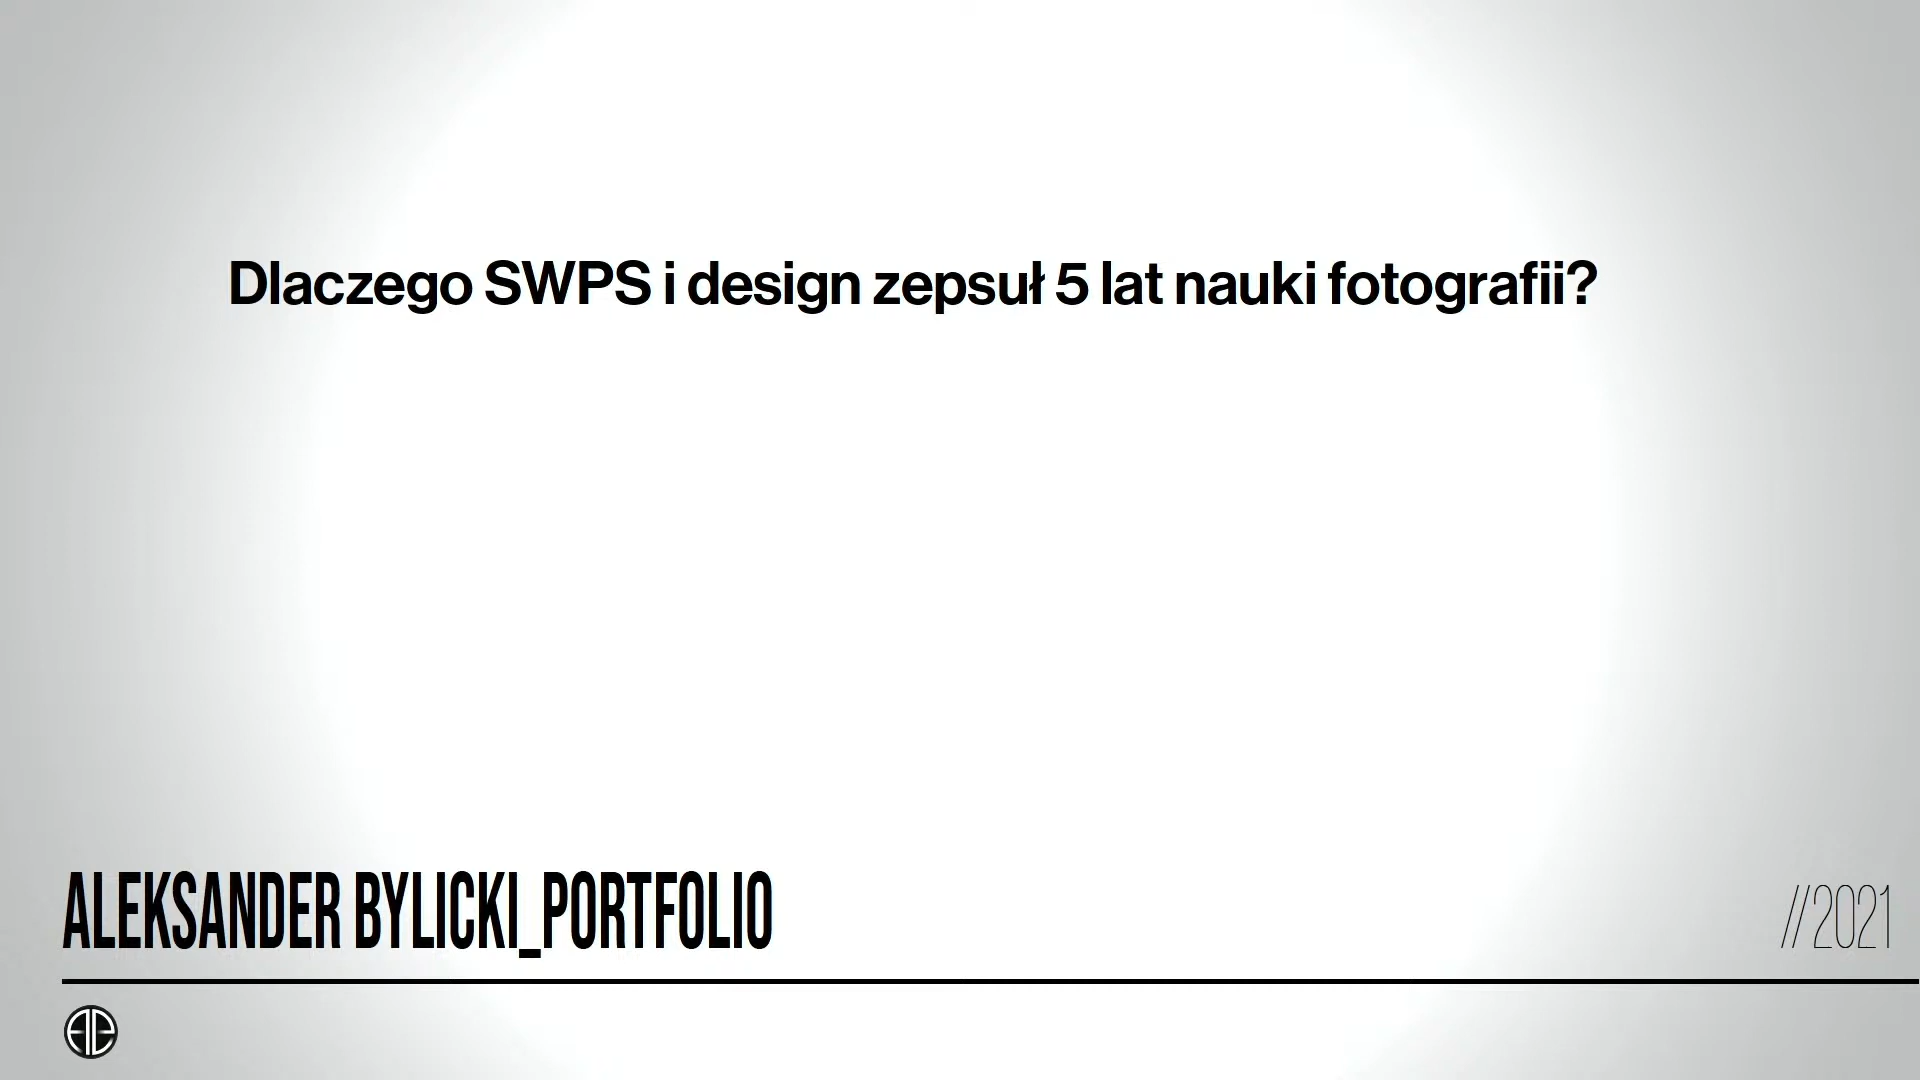 Dlaczego SWPS i design zepsuł 5 lat nauki fotografii?
ALEKSANDER BYLICKI_PORTFOLIO
//2021